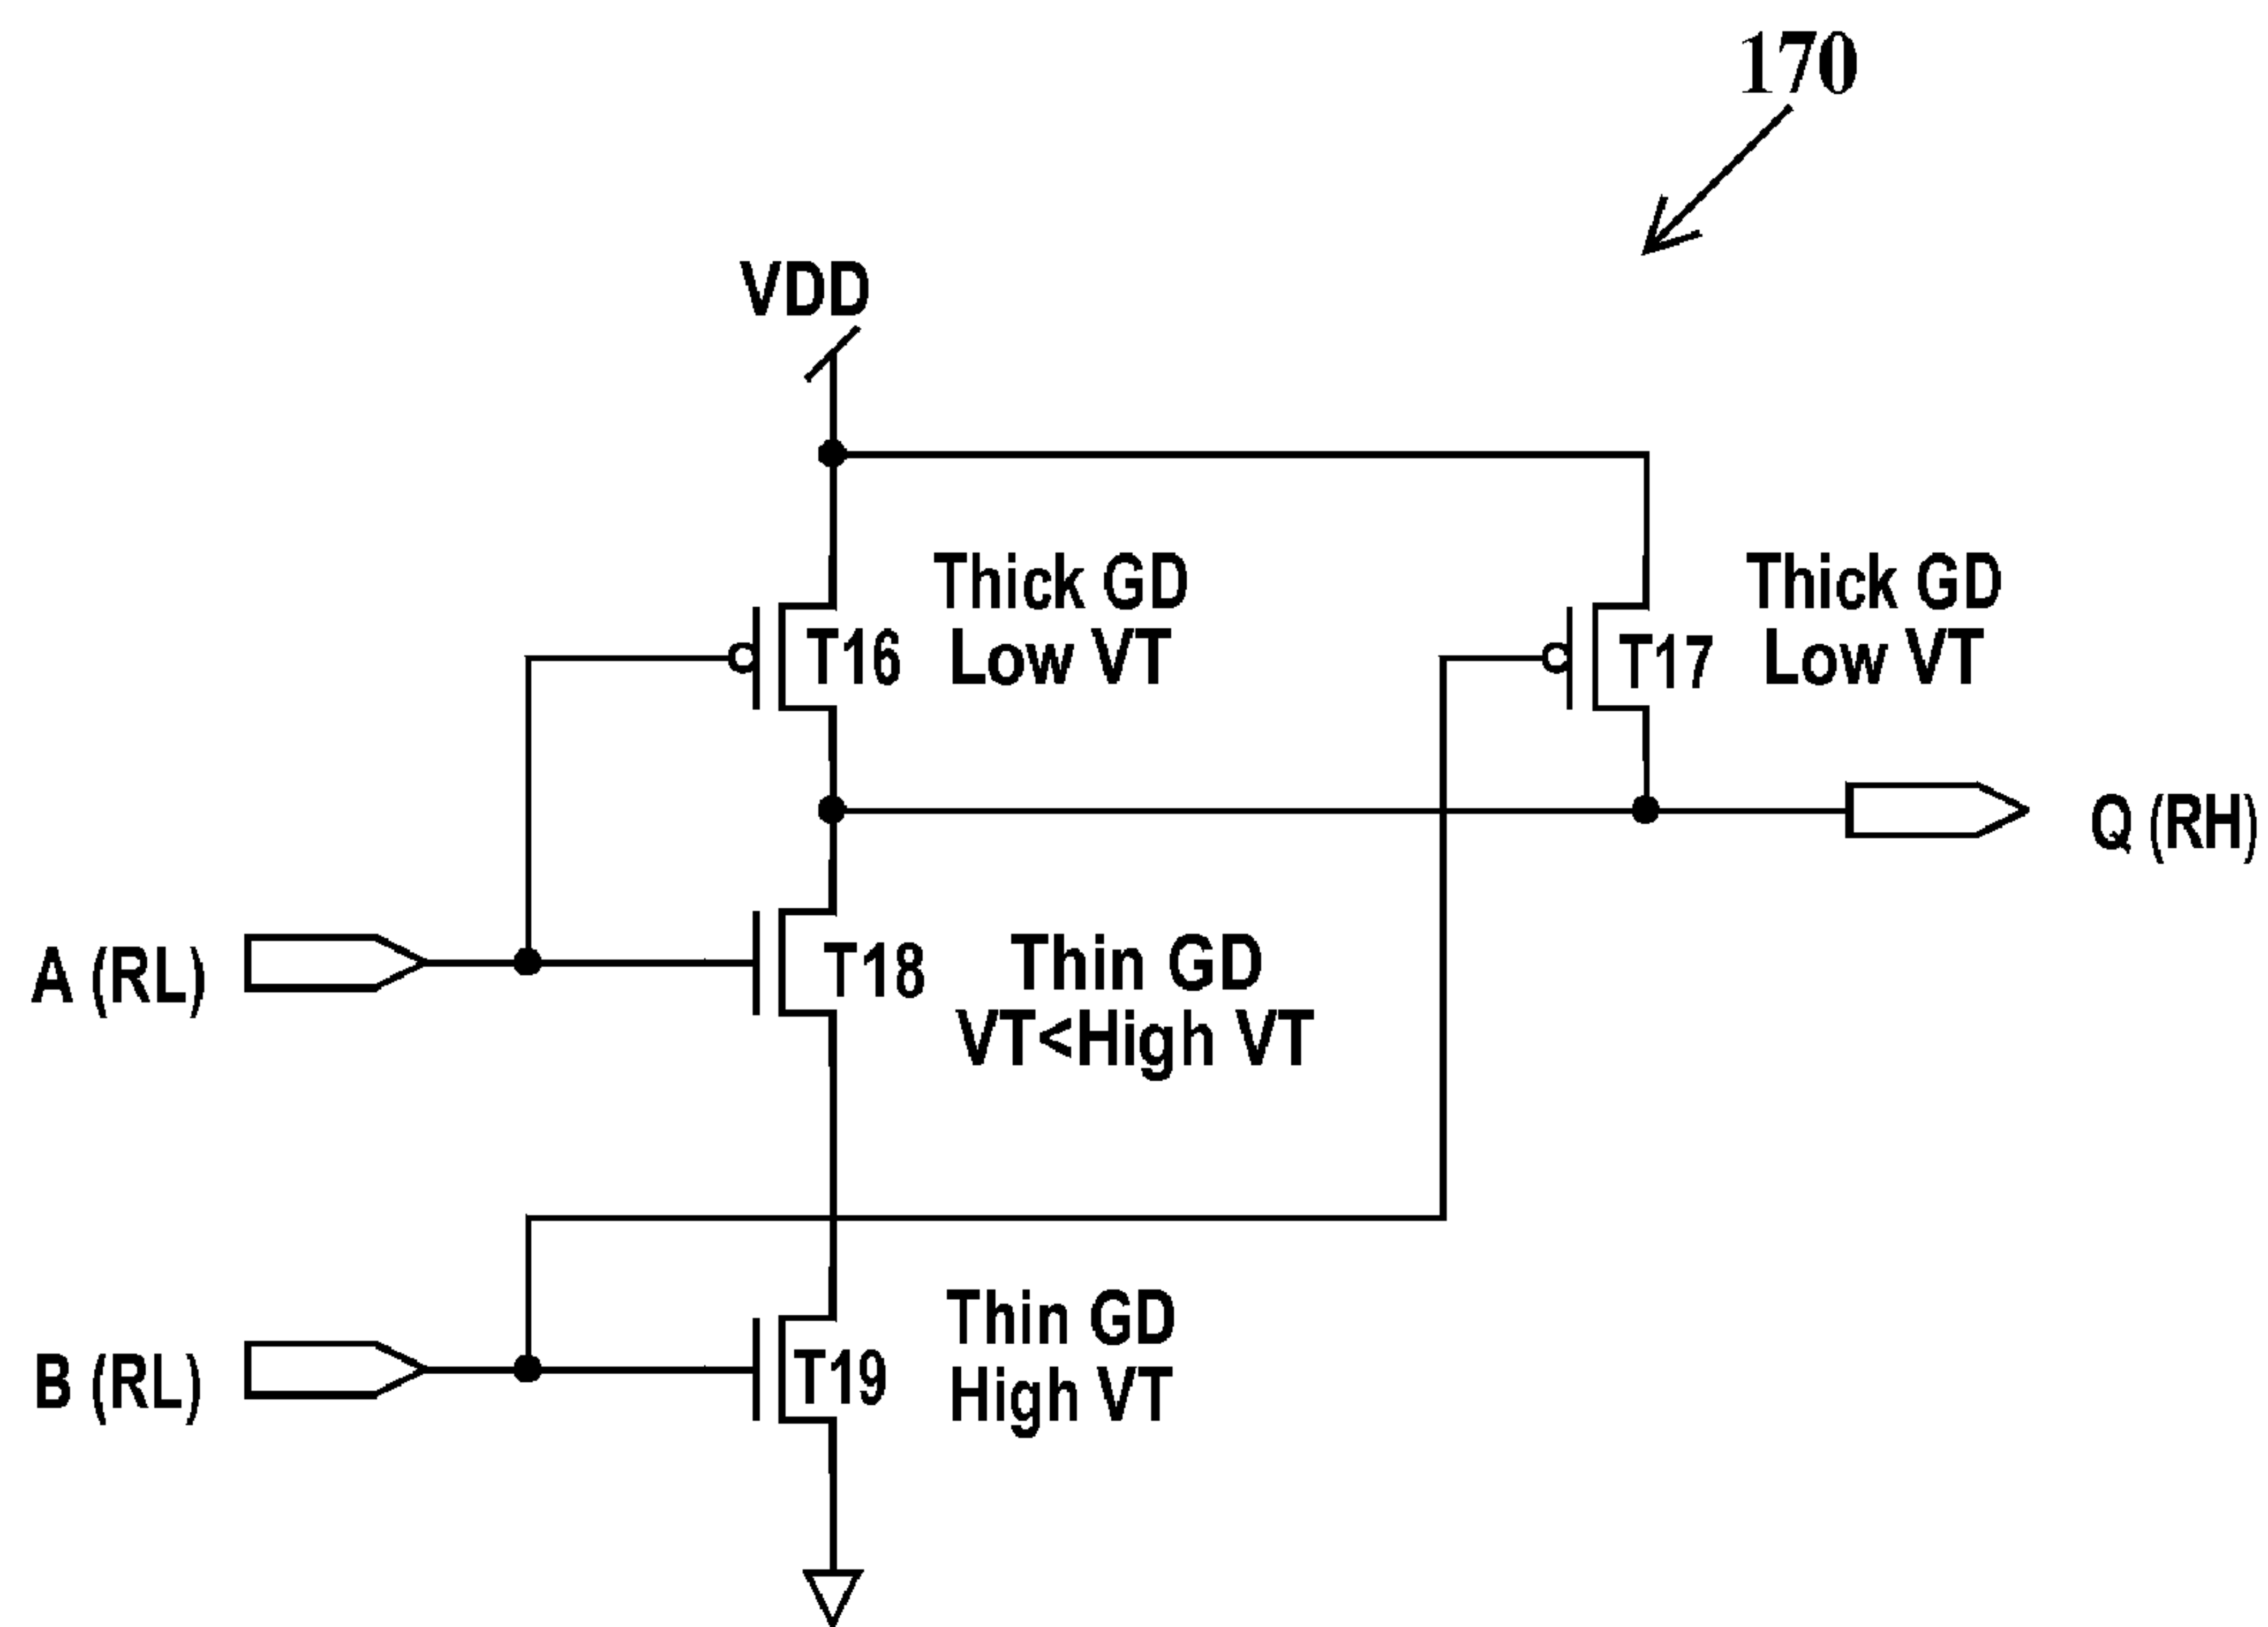 170
VDD
Thick GD
Low VT
T16
Thick GD
Low VT
T17
Q (RH)
A (RL)
T18
Thin GD
VT<High VT
B (RL)
T19
Thin GD
High VT